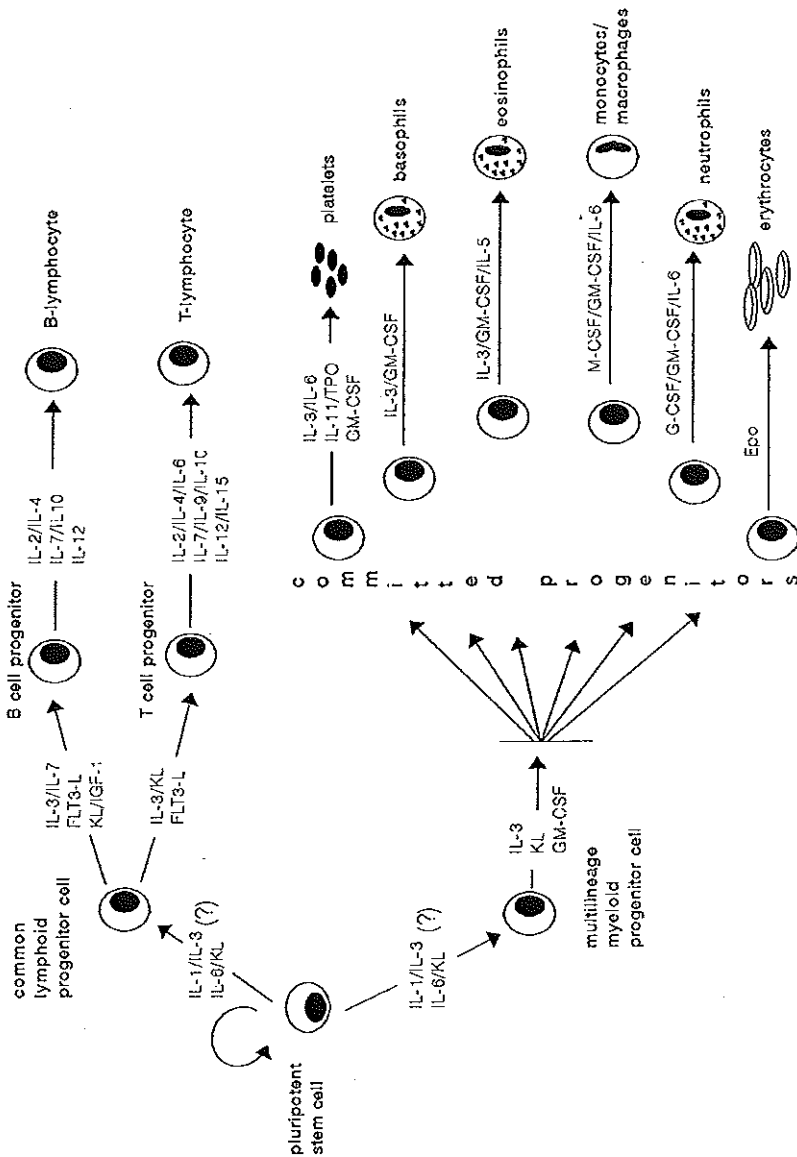 pluripotent
stem cell
IL-1/IL-3 (?)
IL-6/KL
IL-1/IL-3 (?)
IL-6/KL
common
lymphoid
progenitor cell
IL-3/IL-7
FLT3-L
KL/IGF-1
IL-3/KL
FLT3-L
B cell progenitor
IL-2/IL-4
IL-7/IL10
IL-12
B-lymphocyte
T cell progenitor
IL-2/IL-4/IL-6
IL-7/IL-9/IL-10
IL-12/IL-15
T-lymphocyte
multilineage
myeloid
progenitor cell
IL-3
KL
GM-CSF
committed progenitors
IL-3/IL-6
IL-11/TPO
GM-CSF
platelets
IL-3/GM-CSF
basophils
IL-3/GM-CSF/IL-5
eosinophils
M-CSF/GM-CSF/IL-6
monocytes/
macrophages
G-CSF/GM-CSF/IL-6
neutrophils
Epo
erythrocytes